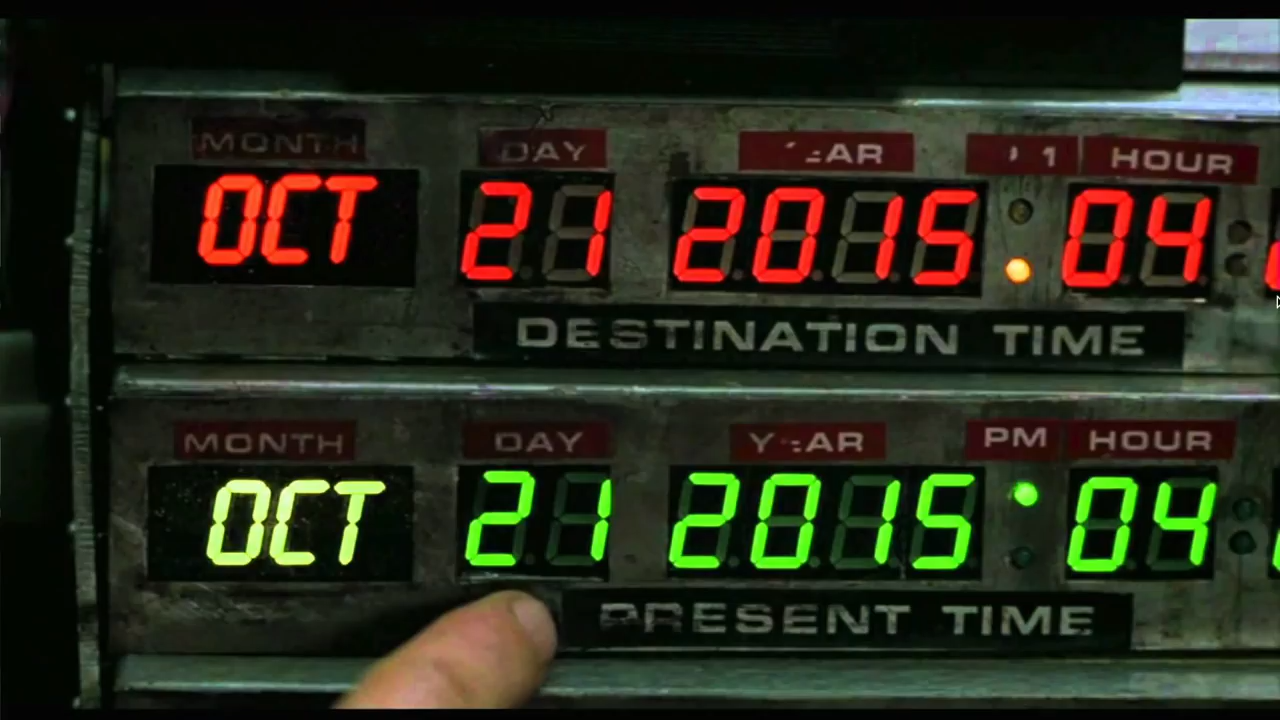 MONTH DAY HOUR
OCT 21 2015 04
DESTINATION TIME
MONTH DAY PM HOUR
OCT 21 2015 04
PRESENT TIME